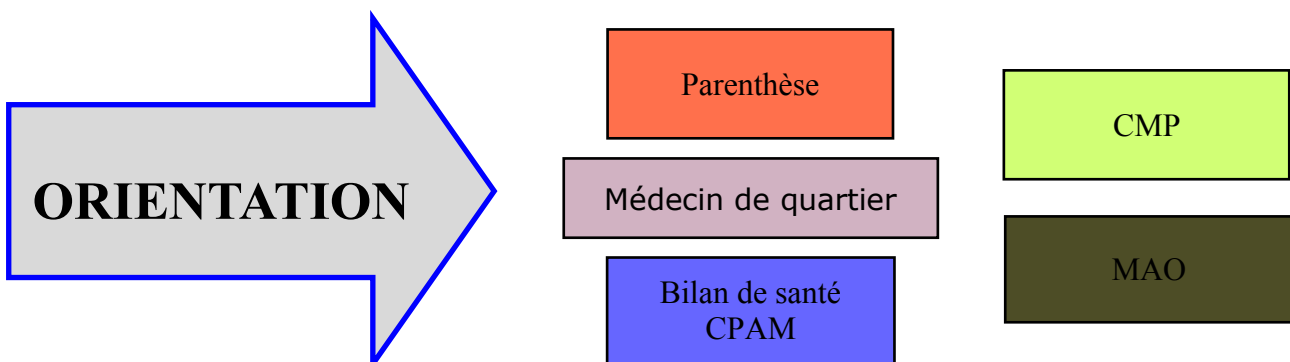 ORIENTATION
Parenthèse
Médecin de quartier
Bilan de santé
CPAM
CMP
MAO